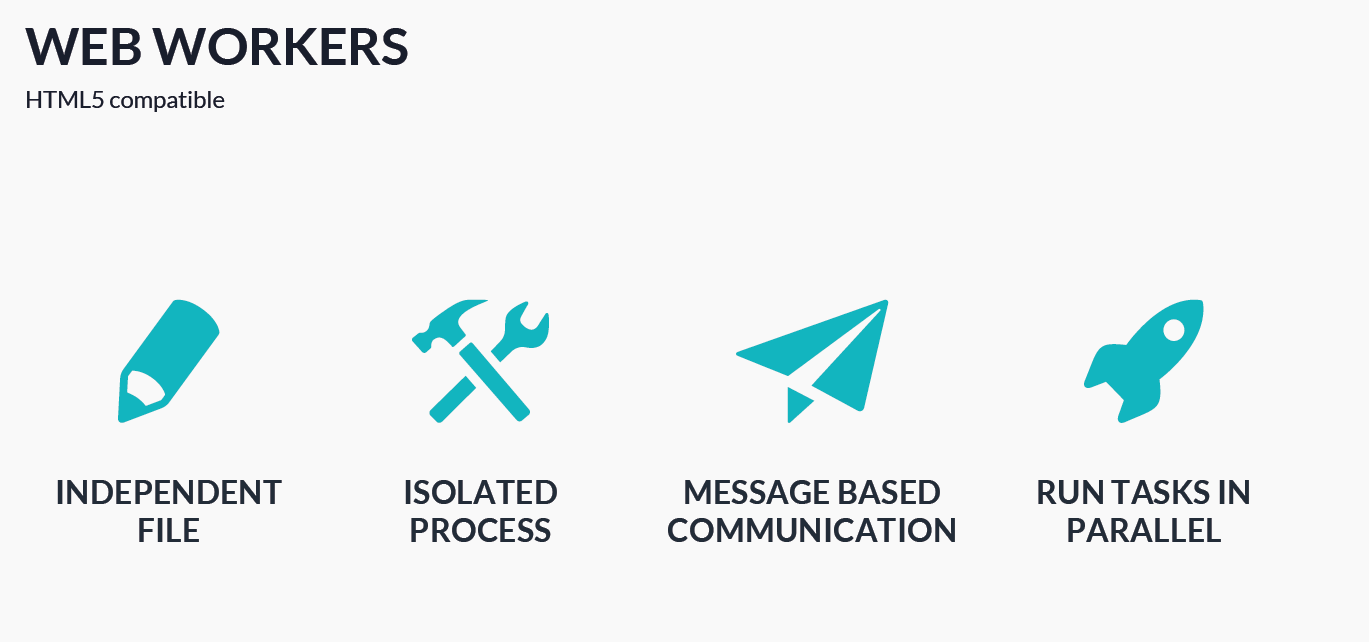 WEB WORKERS
HTML5 compatible
INDEPENDENT
FILE
ISOLATED
PROCESS
MESSAGE BASED
COMMUNICATION
RUN TASKS IN
PARALLEL